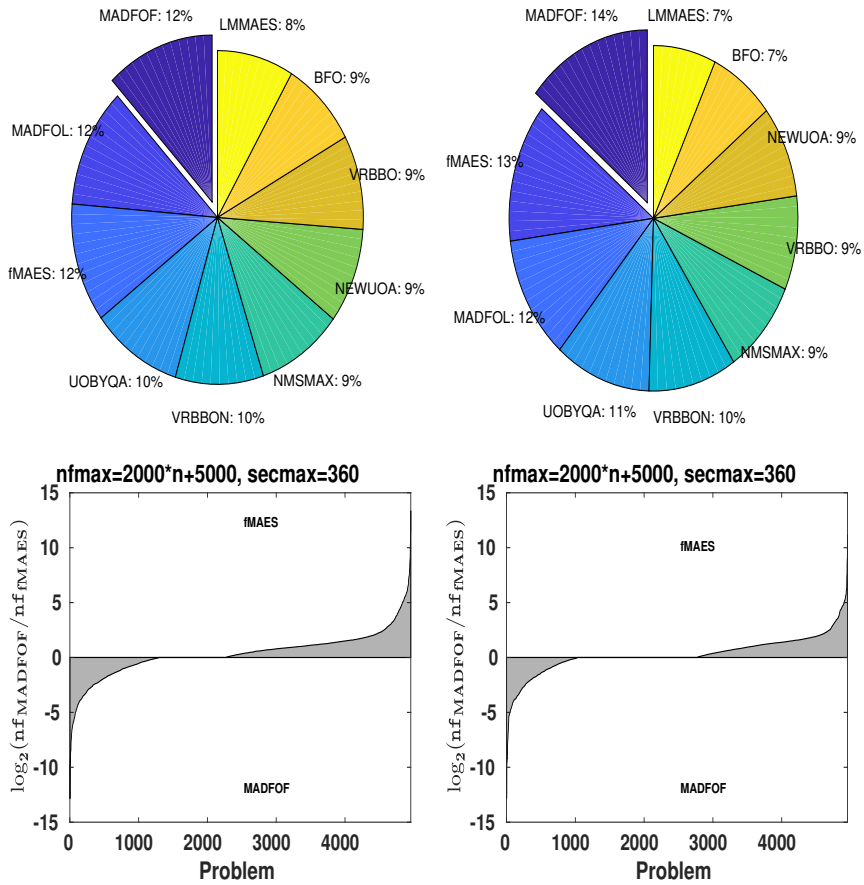 MADFOF: 12%
LMMAES: 8%
BFO: 9%
MADFOL: 12%
VRBBO: 9%
fMAES: 12%
NEWUOA: 9%
UOBYQA: 10%
NMSMAX: 9%
VRBBON: 10%
MADFOF: 14%
LMMAES: 7%
BFO: 7%
NEWUOA: 9%
fMAES: 13%
VRBBO: 9%
MADFOL: 12%
NMSMAX: 9%
UOBYQA: 11%
VRBBON: 10%
nfmax=2000*n+5000, secmax=360
15
10
5
0
-5
-10
-15
log₂(nf_MADFOF/nf_fMAES)
fMAES
MADFOF
0 1000 2000 3000 4000
Problem
nfmax=2000*n+5000, secmax=360
15
10
5
0
-5
-10
-15
log₂(nf_MADFOF/nf_fMAES)
fMAES
MADFOF
0 1000 2000 3000 4000
Problem